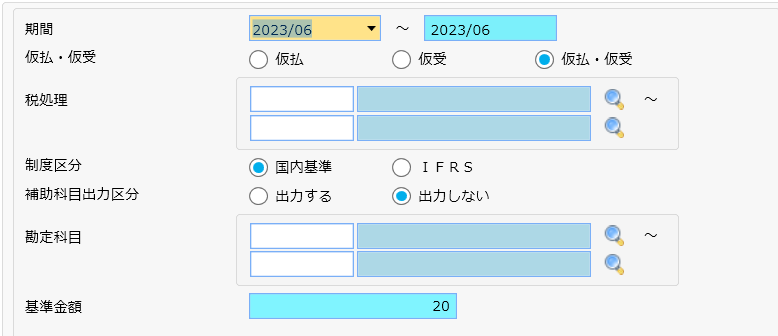 期間 2023/06 ～ 2023/06
仮払・仮受 仮払 仮受 仮払・仮受
税処理 ～
制度区分 国内基準 ＩＦＲＳ
補助科目出力区分 出力する 出力しない
勘定科目 ～
基準金額 20